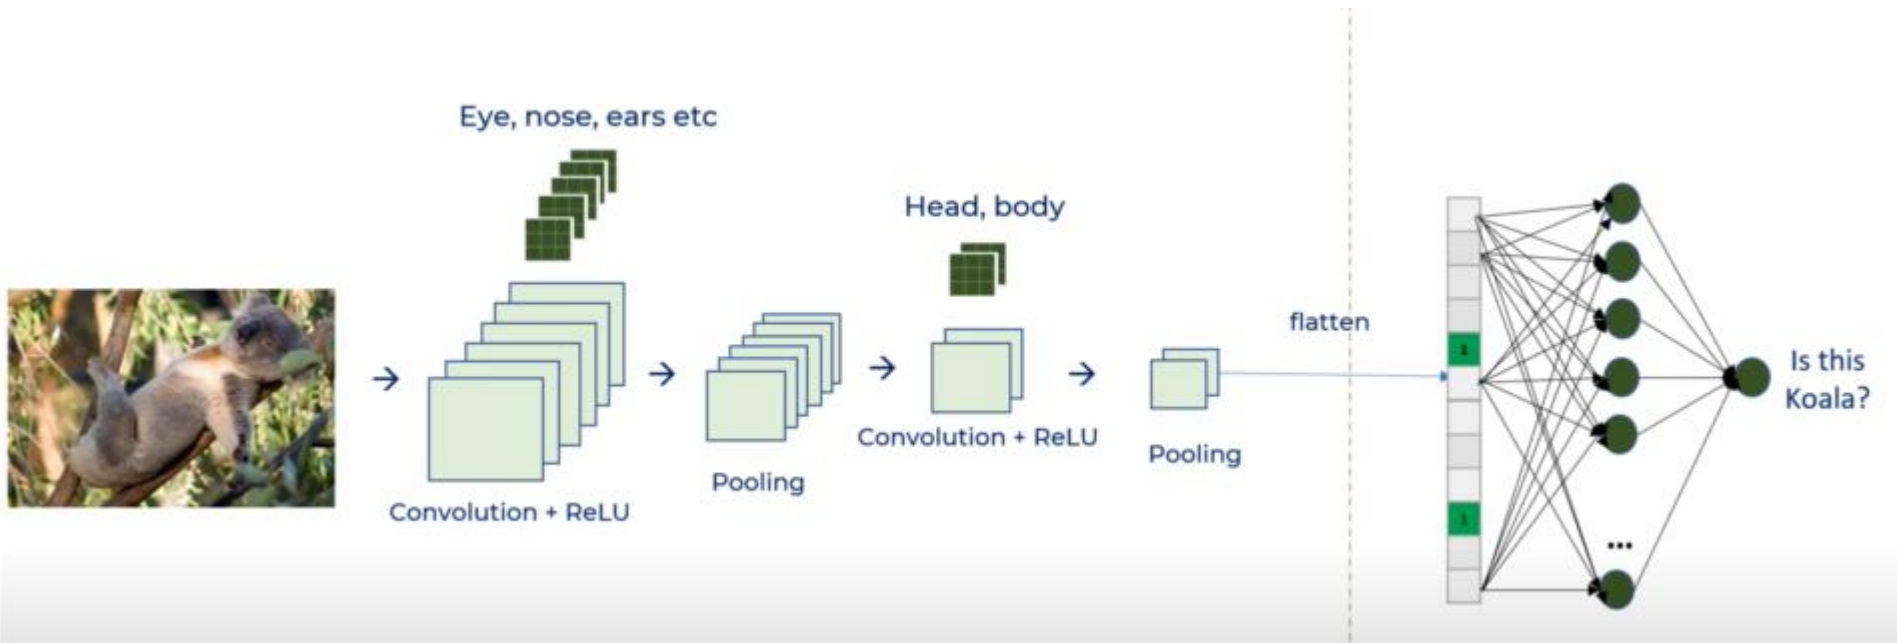 Eye, nose, ears etc
Head, body
Convolution + ReLU
Pooling
Convolution + ReLU
Pooling
flatten
1
1
...
Is this
Koala?